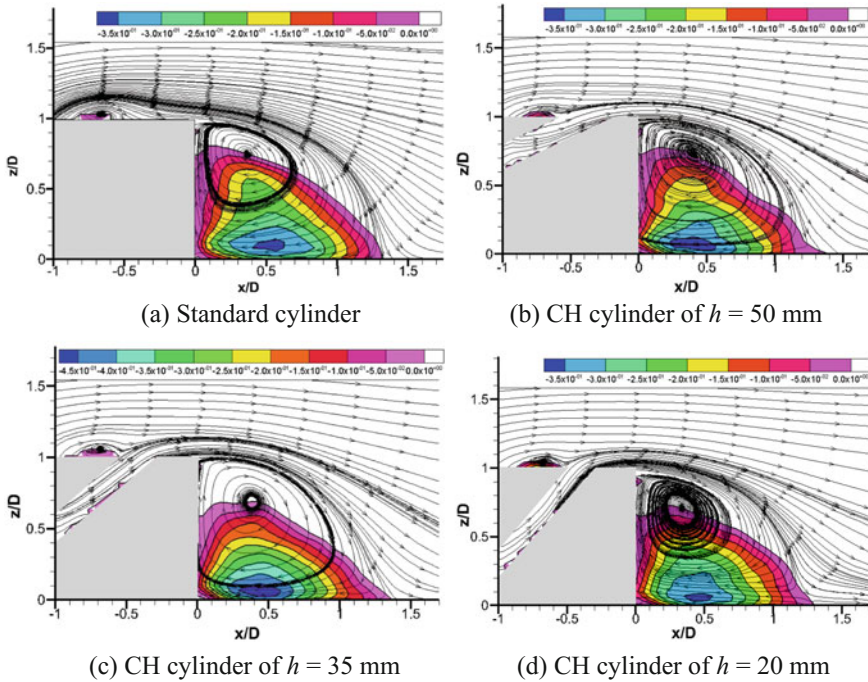 -3.5x10⁻⁰¹ -3.0x10⁻⁰¹ -2.5x10⁻⁰¹ -2.0x10⁻⁰¹ -1.5x10⁻⁰¹ -1.0x10⁻⁰¹ -5.0x10⁻⁰² 0.0x10⁺⁰⁰
1.5
1
0.5
0
z/D
-1 -0.5 0 0.5 1 1.5
x/D
(a) Standard cylinder
-3.5x10⁻⁰¹ -3.0x10⁻⁰¹ -2.5x10⁻⁰¹ -2.0x10⁻⁰¹ -1.5x10⁻⁰¹ -1.0x10⁻⁰¹ -5.0x10⁻⁰² 0.0x10⁺⁰⁰
1.5
1
0.5
0
z/D
-1 -0.5 0 0.5 1 1.5
x/D
(b) CH cylinder of h = 50 mm
-4.5x10⁻⁰¹ -4.0x10⁻⁰¹ -3.5x10⁻⁰¹ -3.0x10⁻⁰¹ -2.5x10⁻⁰¹ -2.0x10⁻⁰¹ -1.5x10⁻⁰¹ -1.0x10⁻⁰¹ -5.0x10⁻⁰² 0.0x10⁺⁰⁰
1.5
1
0.5
0
z/D
-1 -0.5 0 0.5 1 1.5
x/D
(c) CH cylinder of h = 35 mm
-3.5x10⁻⁰¹ -3.0x10⁻⁰¹ -2.5x10⁻⁰¹ -2.0x10⁻⁰¹ -1.5x10⁻⁰¹ -1.0x10⁻⁰¹ -5.0x10⁻⁰² 0.0x10⁺⁰⁰
1.5
1
0.5
0
z/D
-1 -0.5 0 0.5 1 1.5
x/D
(d) CH cylinder of h = 20 mm